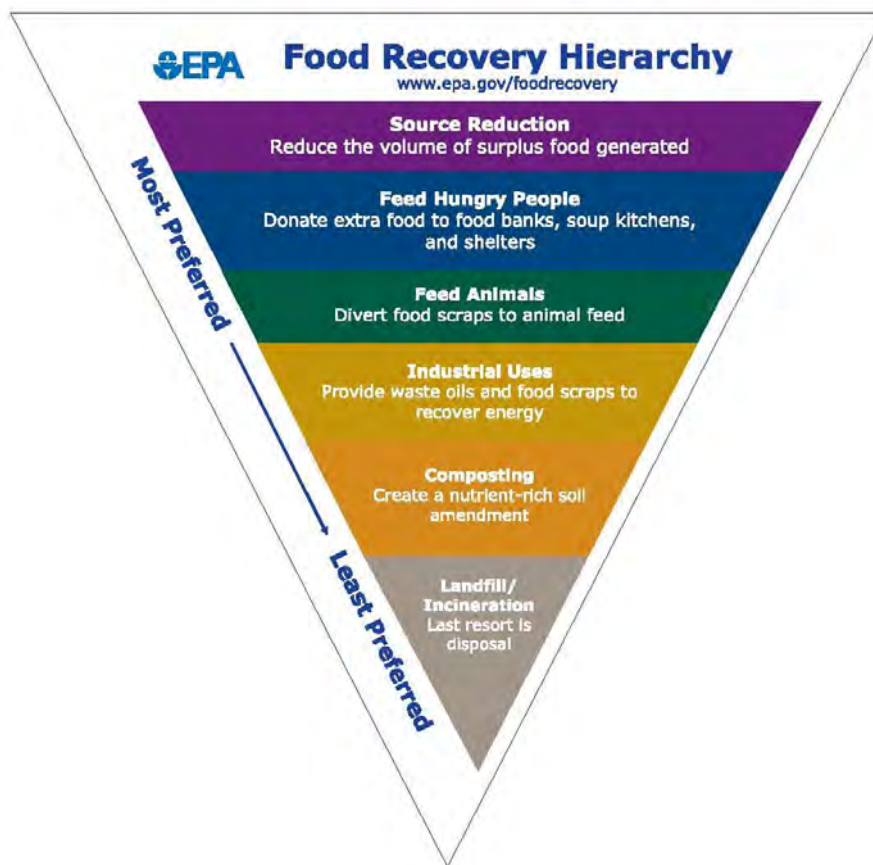 EPA
Food Recovery Hierarchy
www.epa.gov/foodrecovery
Source Reduction
Reduce the volume of surplus food generated
Feed Hungry People
Donate extra food to food banks, soup kitchens,
and shelters
Feed Animals
Divert food scraps to animal feed
Industrial Uses
Provide waste oils and food scraps to
recover energy
Composting
Create a nutrient-rich soil
amendment
Landfill/
Incineration
Last resort is
disposal
Most Preferred
Least Preferred